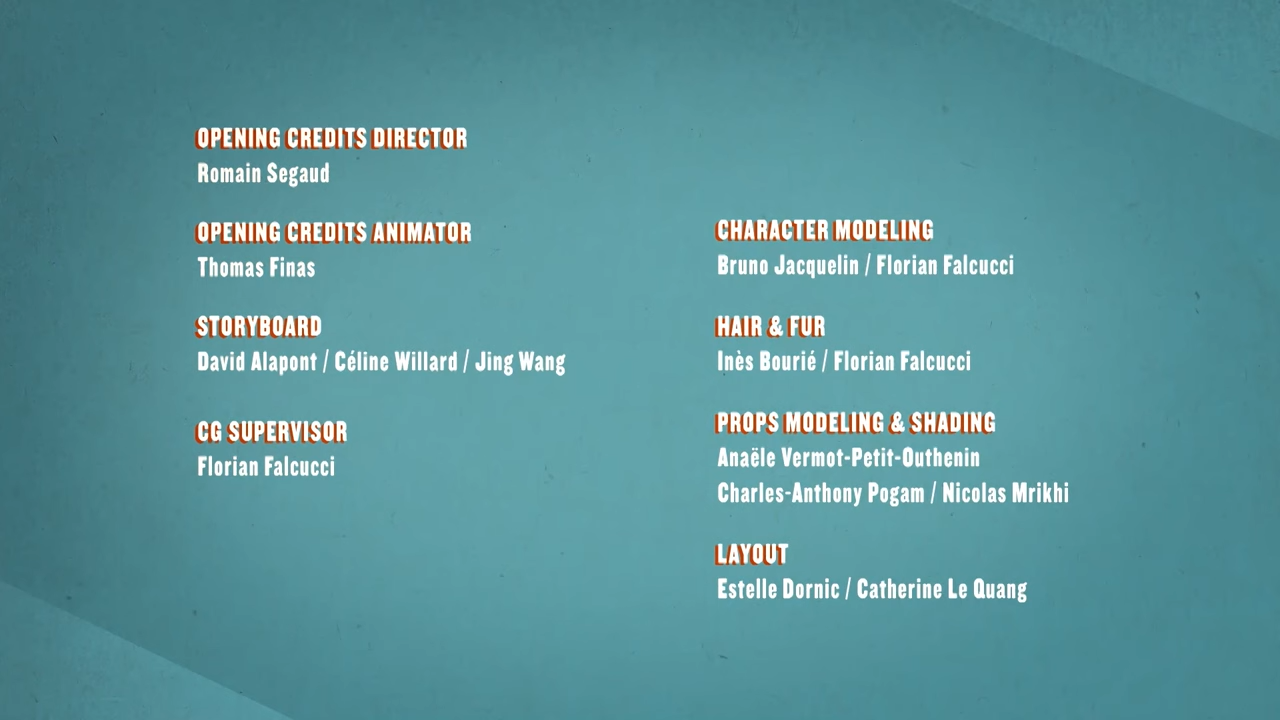 OPENING CREDITS DIRECTOR
Romain Segaud
OPENING CREDITS ANIMATOR
Thomas Finas
STORYBOARD
David Alapont / Céline Willard / Jing Wang
CG SUPERVISOR
Florian Falcucci
CHARACTER MODELING
Bruno Jacquelin / Florian Falcucci
HAIR & FUR
Inès Bourié / Florian Falcucci
PROPS MODELING & SHADING
Anaële Vermot-Petit-Outhenin
Charles-Anthony Pogam / Nicolas Mrikhi
LAYOUT
Estelle Dornic / Catherine Le Quang